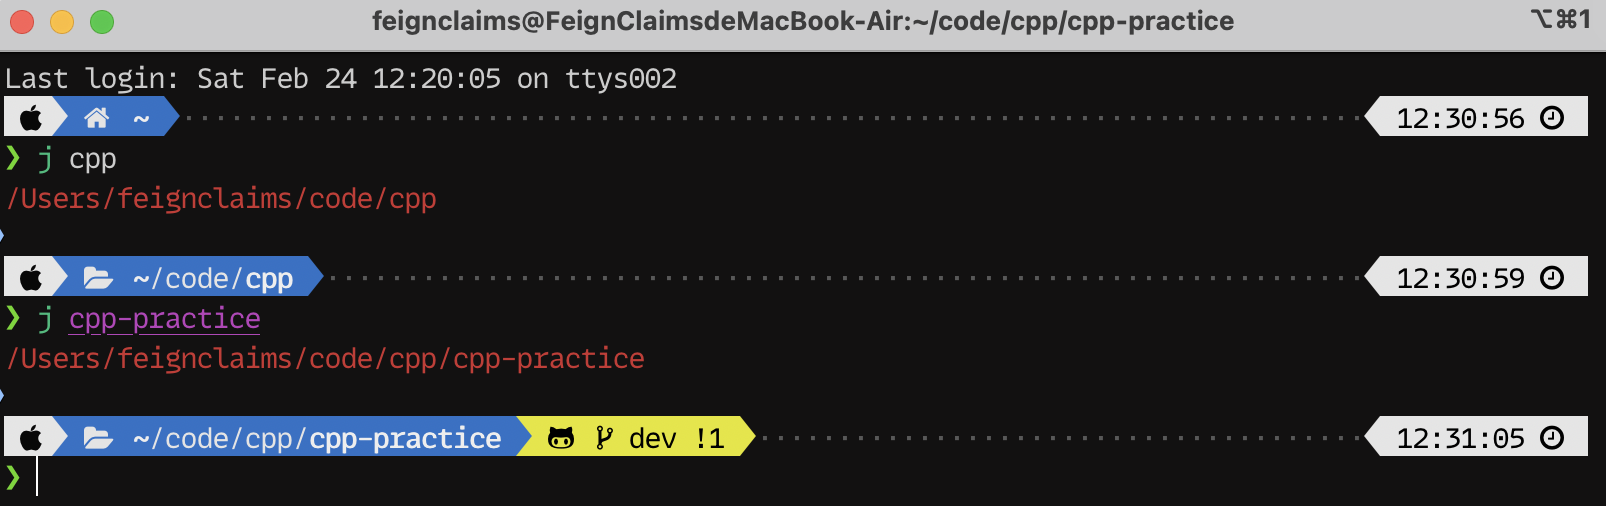 feignclaims@FeignClaimsdeMacBook-Air:~/code/cpp/cpp-practice ⌥⌘1
Last login: Sat Feb 24 12:20:05 on ttys002
~ 12:30:56
❯ j cpp
/Users/feignclaims/code/cpp
~/code/cpp 12:30:59
❯ j cpp-practice
/Users/feignclaims/code/cpp/cpp-practice
~/code/cpp/cpp-practice dev !1 12:31:05
❯